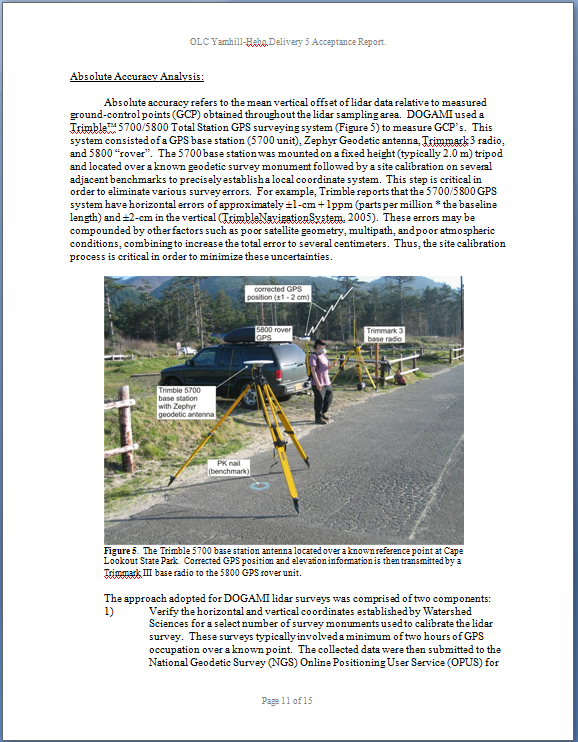 OLC Yamhill-Hebo Delivery 5 Acceptance Report.
Absolute Accuracy Analysis:
Absolute accuracy refers to the mean vertical offset of lidar data relative to measured
ground-control points (GCP) obtained throughout the lidar sampling area. DOGAMI used a
Trimble™ 5700/5800 Total Station GPS surveying system (Figure 5) to measure GCP's. This
system consisted of a GPS base station (5700 unit), Zephyr Geodetic antenna, Trimmark 3 radio,
and 5800 "rover". The 5700 base station was mounted on a fixed height (typically 2.0 m) tripod
and located over a known geodetic survey monument followed by a site calibration on several
adjacent benchmarks to precisely establish a local coordinate system. This step is critical in
order to eliminate various survey errors. For example, Trimble reports that the 5700/5800 GPS
system have horizontal errors of approximately ±1-cm + 1ppm (parts per million * the baseline
length) and ±2-cm in the vertical (TrimbleNavigationSystem, 2005). These errors may be
compounded by other factors such as poor satellite geometry, multipath, and poor atmospheric
conditions, combining to increase the total error to several centimeters. Thus, the site calibration
process is critical in order to minimize these uncertainties.
corrected GPS
position (±1 - 2 cm)
5800 rover
GPS
Trimmark 3
base radio
Trimble 5700
base station
with Zephyr
geodetic antenna
PK nail
(benchmark)
Figure 5. The Trimble 5700 base station antenna located over a known reference point at Cape
Lookout State Park. Corrected GPS position and elevation information is then transmitted by a
Trimmark III base radio to the 5800 GPS rover unit.
The approach adopted for DOGAMI lidar surveys was comprised of two components:
1) Verify the horizontal and vertical coordinates established by Watershed
Sciences for a select number of survey monuments used to calibrate the lidar
survey. These surveys typically involved a minimum of two hours of GPS
occupation over a known point. The collected data were then submitted to the
National Geodetic Survey (NGS) Online Positioning User Service (OPUS) for
Page 11 of 15